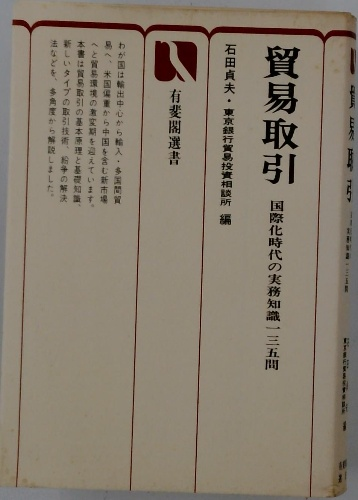 貿易取引
国際化時代の実務知識一三五問
石田貞夫・東京銀行貿易投資相談所 編
有斐閣選書
わが国は輸出中心から輸入・多国間貿
易へ、米国偏重から中国を含む新市場
へと貿易環境の激変期を迎えています。
本書は貿易取引の基本原理と基礎知識、
新しいタイプの取引技術、紛争の解決
法などを、多角度から解説しました。
貿易取引